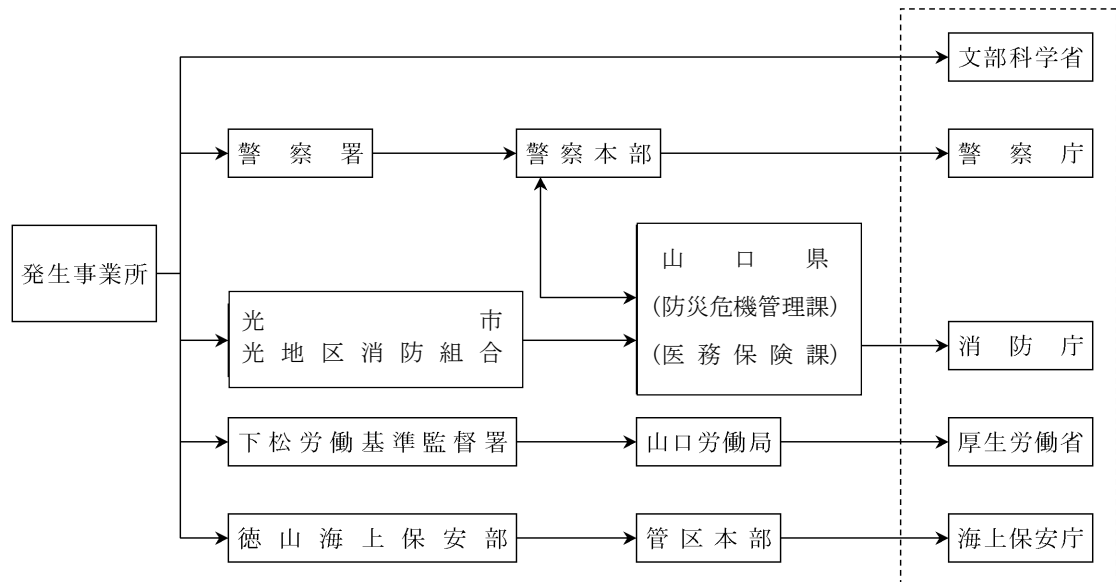 文部科学省
警察署
警察本部
警察庁
発生事業所
山口県
(防災危機管理課)
(医務保険課)
光市
光地区消防組合
消防庁
下松労働基準監督署
山口労働局
厚生労働省
徳山海上保安部
管区本部
海上保安庁